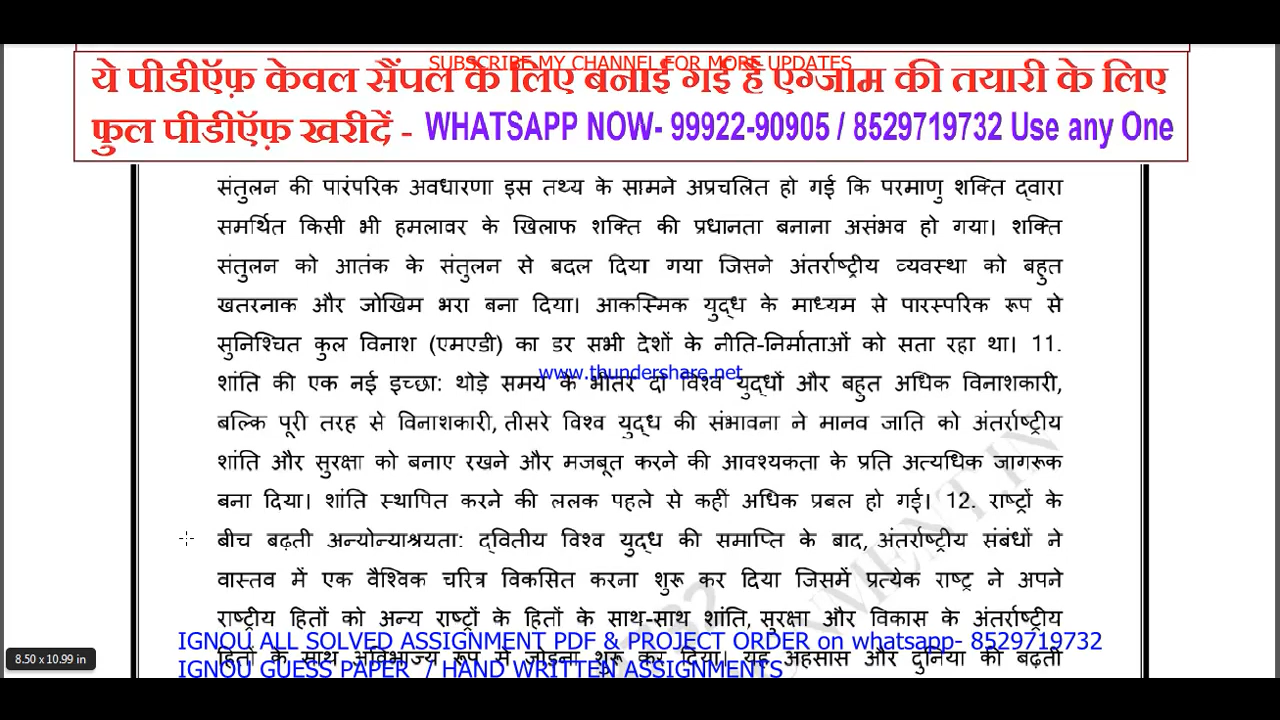 SUBSCRIBE MY CHANNEL FOR MORE UPDATES
ये पीडीऍफ़ केवल सैंपल के लिए बनाई गई है एग्जाम की तयारी के लिए
फुल पीडीऍफ़ खरीदें - WHATSAPP NOW- 99922-90905 / 8529719732 Use any One
संतुलन की पारंपरिक अवधारणा इस तथ्य के सामने अप्रचलित हो गई कि परमाणु शक्ति द्वारा
समर्थित किसी भी हमलावर के खिलाफ शक्ति की प्रधानता बनाना असंभव हो गया। शक्ति
संतुलन को आतंक के संतुलन से बदल दिया गया जिसने अंतर्राष्ट्रीय व्यवस्था को बहुत
खतरनाक और जोखिम भरा बना दिया। आकस्मिक युद्ध के माध्यम से पारस्परिक रूप से
सुनिश्चित कुल विनाश (एमएडी) का डर सभी देशों के नीति-निर्माताओं को सता रहा था। 11.
www.thundershare.net
शांति की एक नई इच्छा: थोड़े समय के भीतर दो विश्व युद्धों और बहुत अधिक विनाशकारी,
बल्कि पूरी तरह से विनाशकारी, तीसरे विश्व युद्ध की संभावना ने मानव जाति को अंतर्राष्ट्रीय
शांति और सुरक्षा को बनाए रखने और मजबूत करने की आवश्यकता के प्रति अत्यधिक जागरूक
बना दिया। शांति स्थापित करने की ललक पहले से कहीं अधिक प्रबल हो गई। 12. राष्ट्रों के
बीच बढ़ती अन्योन्याश्रयता: द्वितीय विश्व युद्ध की समाप्ति के बाद, अंतर्राष्ट्रीय संबंधों ने
वास्तव में एक वैश्विक चरित्र विकसित करना शुरू कर दिया जिसमें प्रत्येक राष्ट्र ने अपने
राष्ट्रीय हितों को अन्य राष्ट्रों के हितों के साथ-साथ शांति, सुरक्षा और विकास के अंतर्राष्ट्रीय
IGNOU ALL SOLVED ASSIGNMENT PDF & PROJECT ORDER on whatsapp- 8529719732
हितों के साथ अविभाज्य रूप से जोड़ना शुरू कर दिया। यह अहसास और दुनिया की बढ़ती
IGNOU GUESS PAPER / HAND WRITTEN ASSIGNMENTS
8.50 x 10.99 in